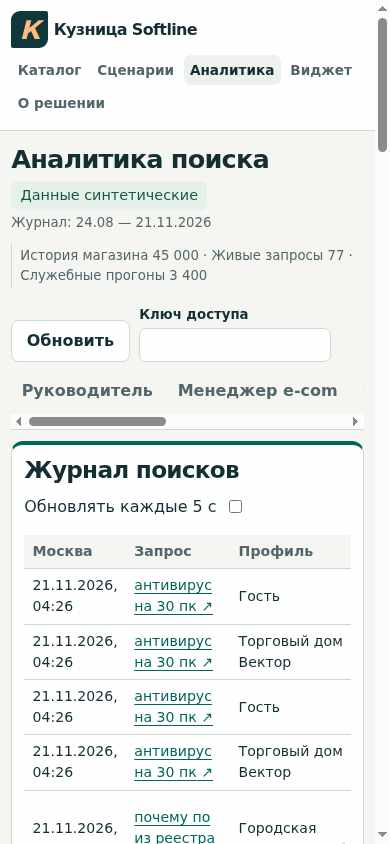 K Кузница Softline
Каталог Сценарии Аналитика Виджет
О решении
Аналитика поиска
Данные синтетические
Журнал: 24.08 — 21.11.2026
История магазина 45 000 · Живые запросы 77 ·
Служебные прогоны 3 400
Ключ доступа
Обновить
Руководитель Менеджер e-com
Журнал поисков
Обновлять каждые 5 с
Москва Запрос Профиль
21.11.2026, 04:26 антивирус на 30 пк ↗ Гость
21.11.2026, 04:26 антивирус на 30 пк ↗ Торговый дом Вектор
21.11.2026, 04:26 антивирус на 30 пк ↗ Гость
21.11.2026, 04:26 антивирус на 30 пк ↗ Торговый дом Вектор
21.11.2026, почему по из реестра Городская